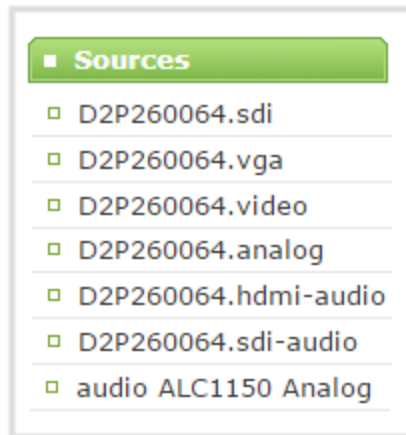 Sources
D2P260064.sdi
D2P260064.vga
D2P260064.video
D2P260064.analog
D2P260064.hdmi-audio
D2P260064.sdi-audio
audio ALC1150 Analog